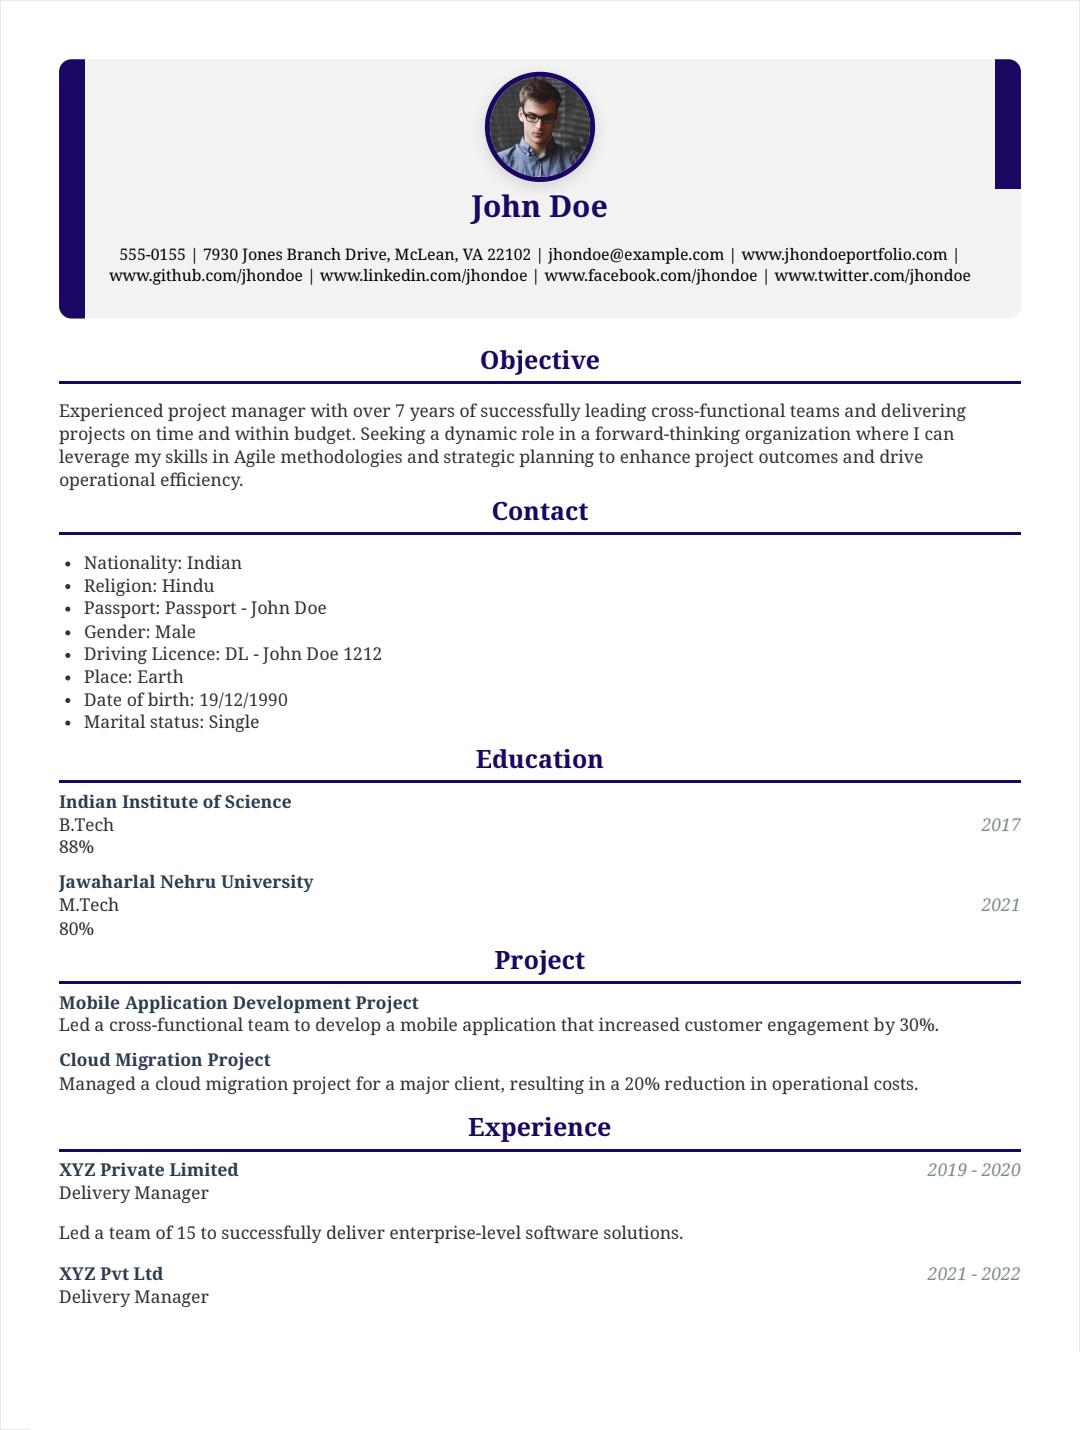 John Doe
555-0155 | 7930 Jones Branch Drive, McLean, VA 22102 | jhondoe@example.com | www.jhondoeportfolio.com |
www.github.com/jhondoe | www.linkedin.com/jhondoe | www.facebook.com/jhondoe | www.twitter.com/jhondoe
Objective
Experienced project manager with over 7 years of successfully leading cross-functional teams and delivering
projects on time and within budget. Seeking a dynamic role in a forward-thinking organization where I can
leverage my skills in Agile methodologies and strategic planning to enhance project outcomes and drive
operational efficiency.
Contact
• Nationality: Indian
• Religion: Hindu
• Passport: Passport - John Doe
• Gender: Male
• Driving Licence: DL - John Doe 1212
• Place: Earth
• Date of birth: 19/12/1990
• Marital status: Single
Education
Indian Institute of Science
B.Tech 2017
88%
Jawaharlal Nehru University
M.Tech 2021
80%
Project
Mobile Application Development Project
Led a cross-functional team to develop a mobile application that increased customer engagement by 30%.
Cloud Migration Project
Managed a cloud migration project for a major client, resulting in a 20% reduction in operational costs.
Experience
XYZ Private Limited 2019 - 2020
Delivery Manager
Led a team of 15 to successfully deliver enterprise-level software solutions.
XYZ Pvt Ltd 2021 - 2022
Delivery Manager